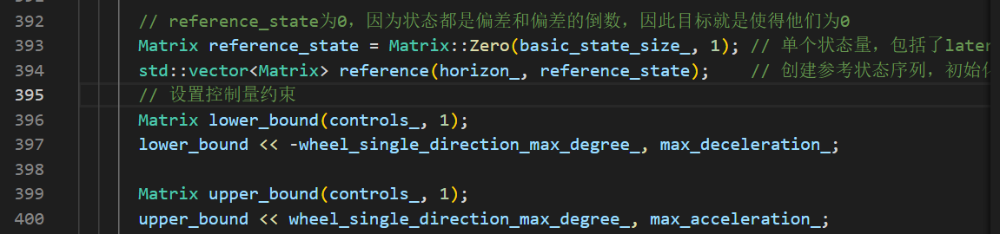 392 // reference_state为0，因为状态都是偏差和偏差的倒数，因此目标就是使得他们为0
393 Matrix reference_state = Matrix::Zero(basic_state_size_, 1); // 单个状态量，包括了later
394 std::vector<Matrix> reference(horizon_, reference_state); // 创建参考状态序列，初始化
395 // 设置控制量约束
396 Matrix lower_bound(controls_, 1);
397 lower_bound << -wheel_single_direction_max_degree_, max_deceleration_;
398
399 Matrix upper_bound(controls_, 1);
400 upper_bound << wheel_single_direction_max_degree_, max_acceleration_;